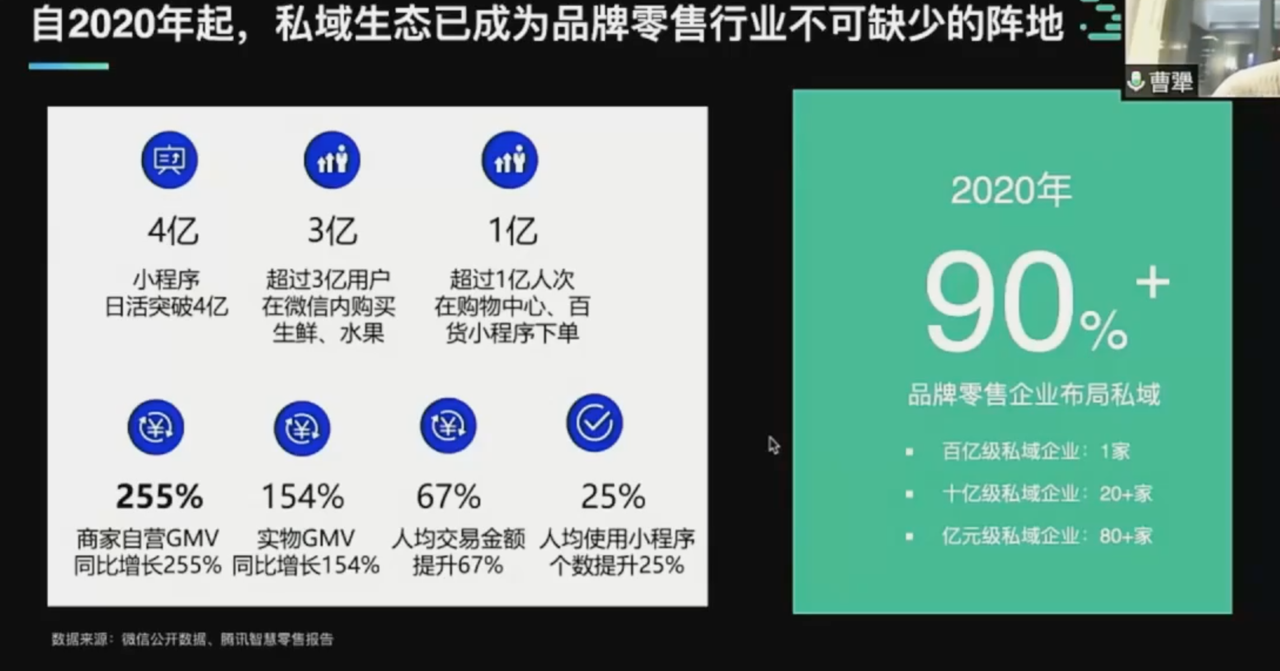 自2020年起，私域生态已成为品牌零售行业不可缺少的阵地
曹犟
4亿
小程序
日活突破4亿
3亿
超过3亿用户
在微信内购买
生鲜、水果
1亿
超过1亿人次
在购物中心、百
货小程序下单
255%
商家自营GMV
同比增长255%
154%
实物GMV
同比增长154%
67%
人均交易金额
提升67%
25%
人均使用小程序
个数提升25%
2020年
90%+
品牌零售企业布局私域
▪ 百亿级私域企业：1家
▪ 十亿级私域企业：20+家
▪ 亿元级私域企业：80+家
数据来源：微信公开数据、腾讯智慧零售报告